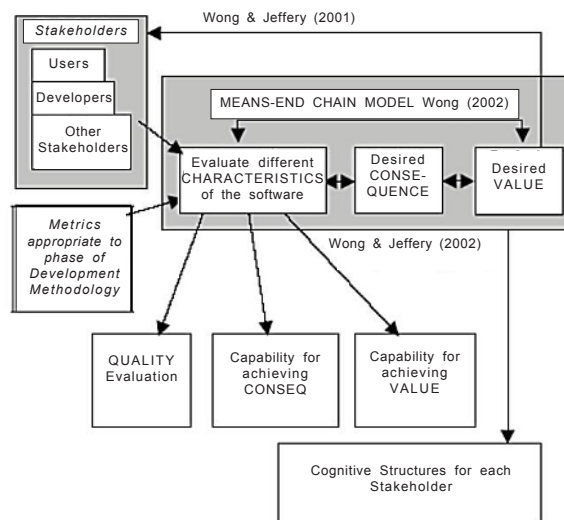 Wong & Jeffery (2001)
Stakeholders
Users
Developers
Other
Stakeholders
MEANS-END CHAIN MODEL Wong (2002)
Evaluate different
CHARACTERISTICS
of the software
Desired
CONSE-
QUENCE
Desired
VALUE
Metrics
appropriate to
phase of
Development
Methodology
Wong & Jeffery (2002)
QUALITY
Evaluation
Capability for
achieving
CONSEQ
Capability for
achieving
VALUE
Cognitive Structures for each
Stakeholder